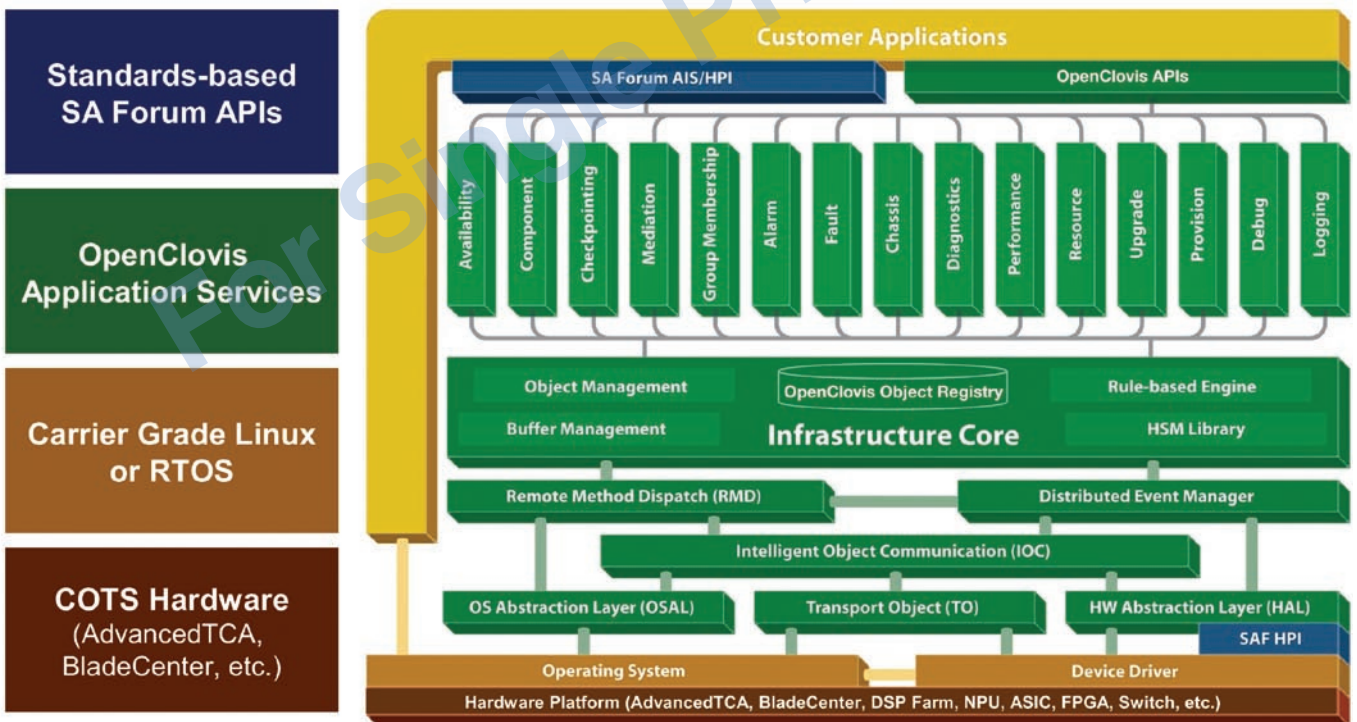 Standards-based
SA Forum APIs
OpenClovis
Application Services
Carrier Grade Linux
or RTOS
COTS Hardware
(AdvancedTCA,
BladeCenter, etc.)
Customer Applications
SA Forum AIS/HPI
OpenClovis APIs
Availability
Component
Checkpointing
Mediation
Group Membership
Alarm
Fault
Chassis
Diagnostics
Performance
Resource
Upgrade
Provision
Debug
Logging
Object Management
OpenClovis Object Registry
Rule-based Engine
Buffer Management
Infrastructure Core
HSM Library
Remote Method Dispatch (RMD)
Distributed Event Manager
Intelligent Object Communication (IOC)
OS Abstraction Layer (OSAL)
Transport Object (TO)
HW Abstraction Layer (HAL)
SAF HPI
Operating System
Device Driver
Hardware Platform (AdvancedTCA, BladeCenter, DSP Farm, NPU, ASIC, FPGA, Switch, etc.)
For Single